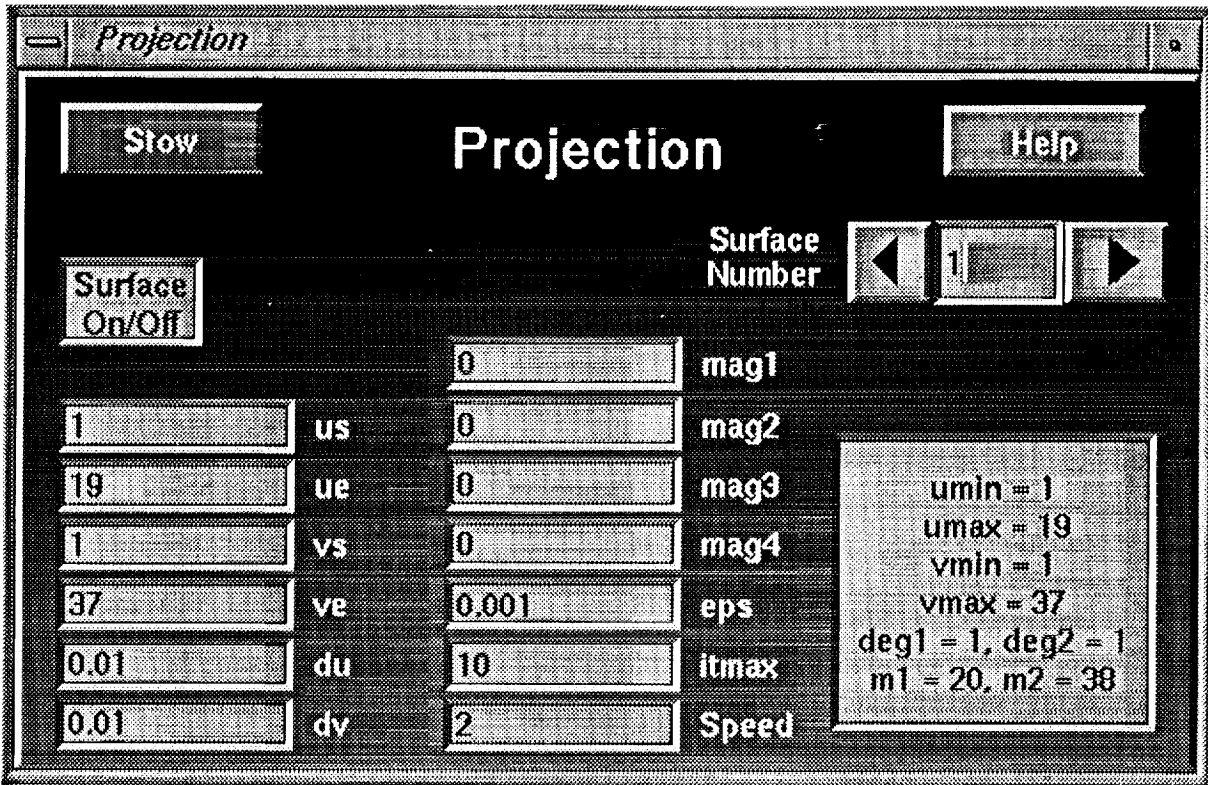 Projection
Stow
Projection
Help
Surface
Number
1
Surface
On/Off
0 mag1
1 us
0 mag2
19 ue
0 mag3
1 vs
0 mag4
37 ve
0.001 eps
0.01 du
10 itmax
0.01 dv
2 Speed
umin = 1
umax = 19
vmin = 1
vmax = 37
deg1 = 1, deg2 = 1
m1 = 20, m2 = 38